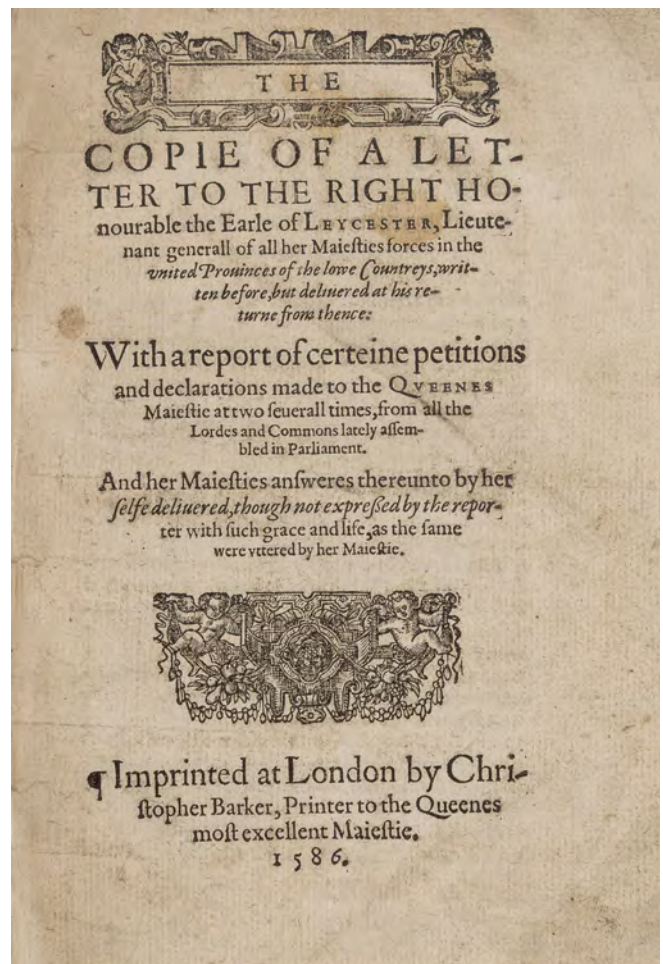 THE
COPIE OF A LET-
TER TO THE RIGHT HO-
nourable the Earle of LEYCESTER, Lieute-
nant generall of all her Maieſties forces in the
vnited Prouinces of the lowe Countreys, writ-
ten before, but deliuered at his re-
turne from thence:
With a report of certeine petitions
and declarations made to the QVEENES
Maieſtie at two ſeuerall times, from all the
Lordes and Commons lately aſſem-
bled in Parliament.
And her Maieſties anſweres thereunto by her
ſelfe deliuered, though not expreßed by the repor-
ter with ſuch grace and life, as the ſame
were vttered by her Maieſtie.
¶ Imprinted at London by Chri-
ſtopher Barker, Printer to the Queenes
moſt excellent Maieſtie.
1586.